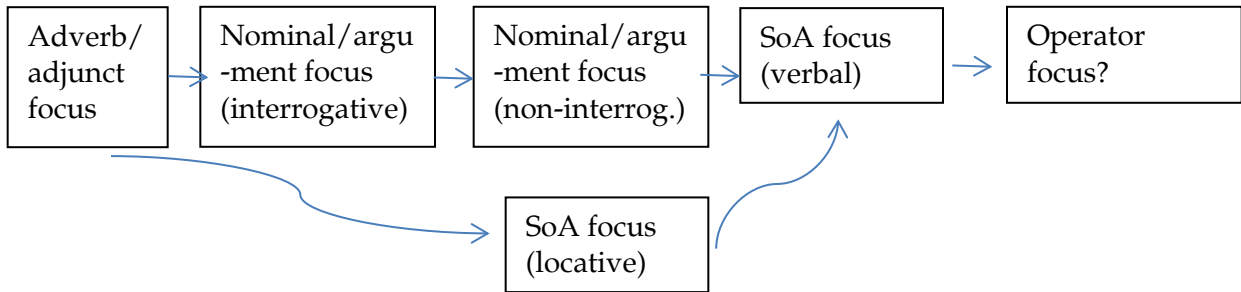 Adverb/
adjunct
focus
Nominal/argu
-ment focus
(interrogative)
Nominal/argu
-ment focus
(non-interrog.)
SoA focus
(verbal)
Operator
focus?
SoA focus
(locative)